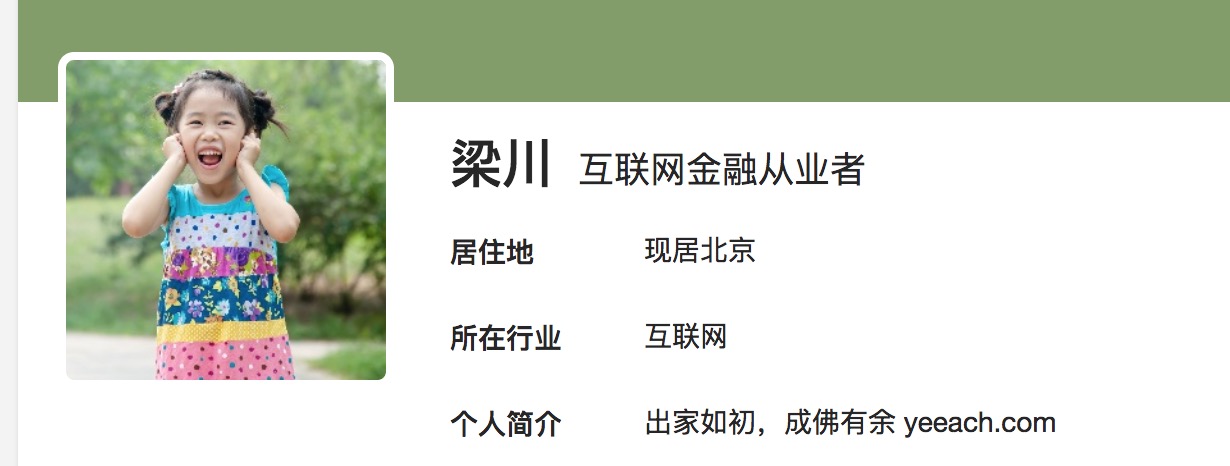 梁川 互联网金融从业者
居住地 现居北京
所在行业 互联网
个人简介 出家如初，成佛有余 yeeach.com